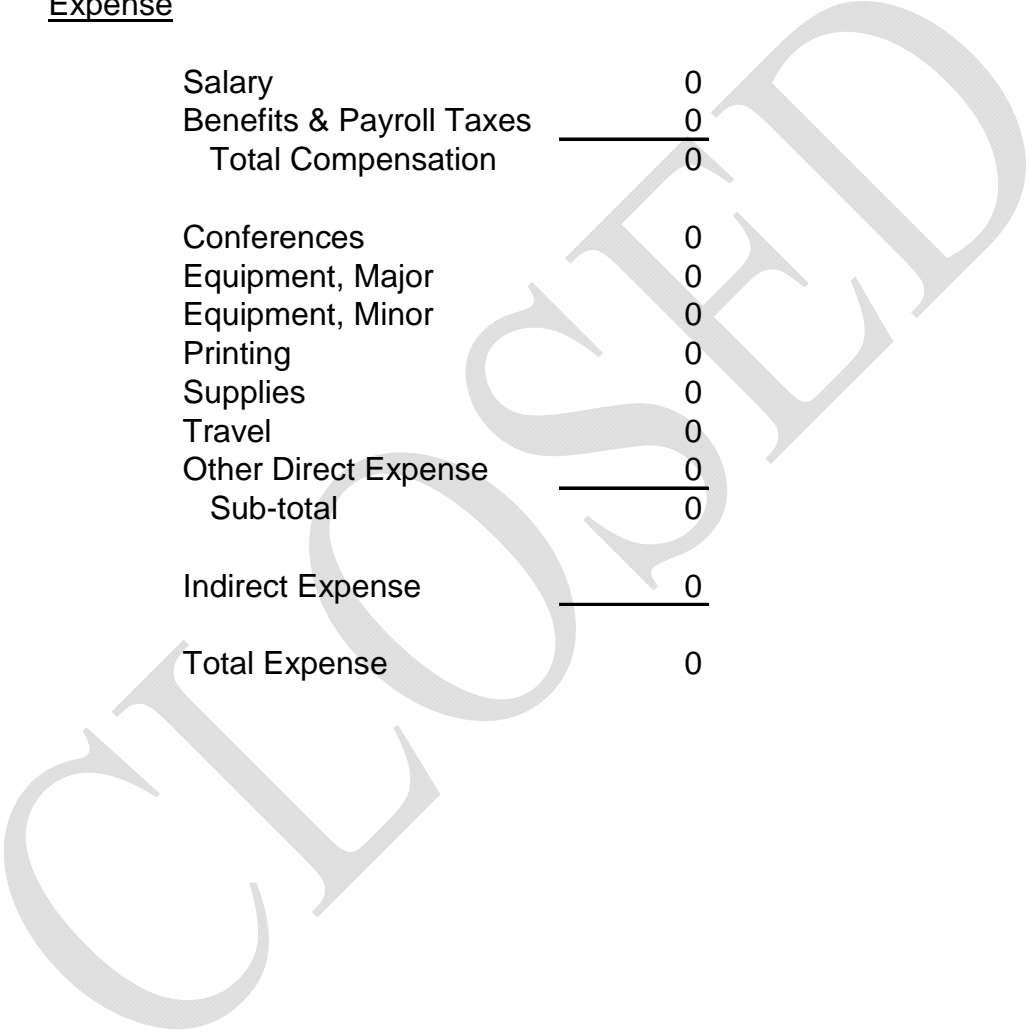 Expense
Salary 0
Benefits & Payroll Taxes 0
Total Compensation 0
Conferences 0
Equipment, Major 0
Equipment, Minor 0
Printing 0
Supplies 0
Travel 0
Other Direct Expense 0
Sub-total 0
Indirect Expense 0
Total Expense 0
CLOSED